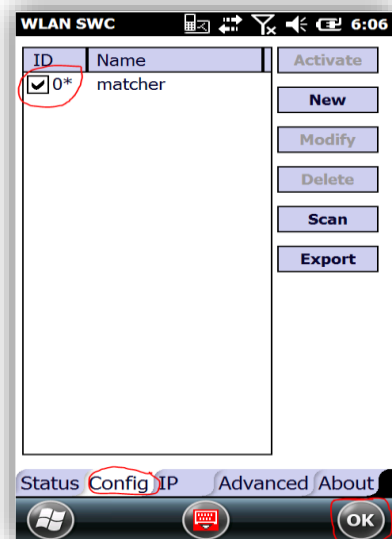 WLAN SWC 6:06
ID Name Activate
0* matcher
New
Modify
Delete
Scan
Export
Status Config IP Advanced About
OK